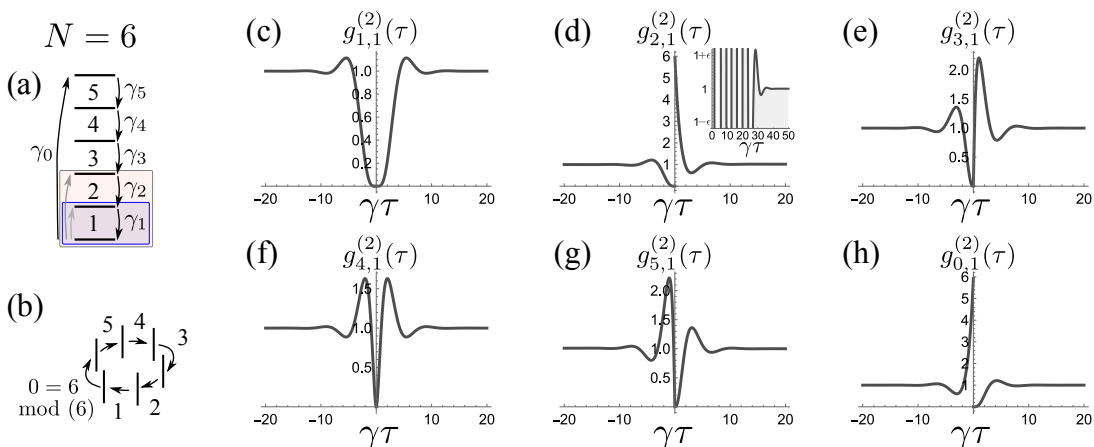 N = 6
(a)
5 γ₅
4 γ₄
γ₀ 3 γ₃
2 γ₂
1 γ₁
(b)
5 4 3
0 = 6
mod (6)
1 2
(c)
g⁽²⁾₁,₁(τ)
1.0
0.8
0.6
0.4
0.2
−20 −10 0 10 20
γτ
(d)
g⁽²⁾₂,₁(τ)
6
5
4
3
2
1
−20 −10 0 10 20
γτ
1+ϵ
1
1−ϵ
0 10 20 30 40 50
γτ
(e)
g⁽²⁾₃,₁(τ)
2.0
1.5
1.0
0.5
−20 −10 0 10 20
γτ
(f)
g⁽²⁾₄,₁(τ)
1.5
1.0
0.5
−20 −10 0 10 20
γτ
(g)
g⁽²⁾₅,₁(τ)
2.0
1.5
1.0
0.5
−20 −10 0 10 20
γτ
(h)
g⁽²⁾₀,₁(τ)
6
5
4
3
2
1
−20 −10 0 10 20
γτ